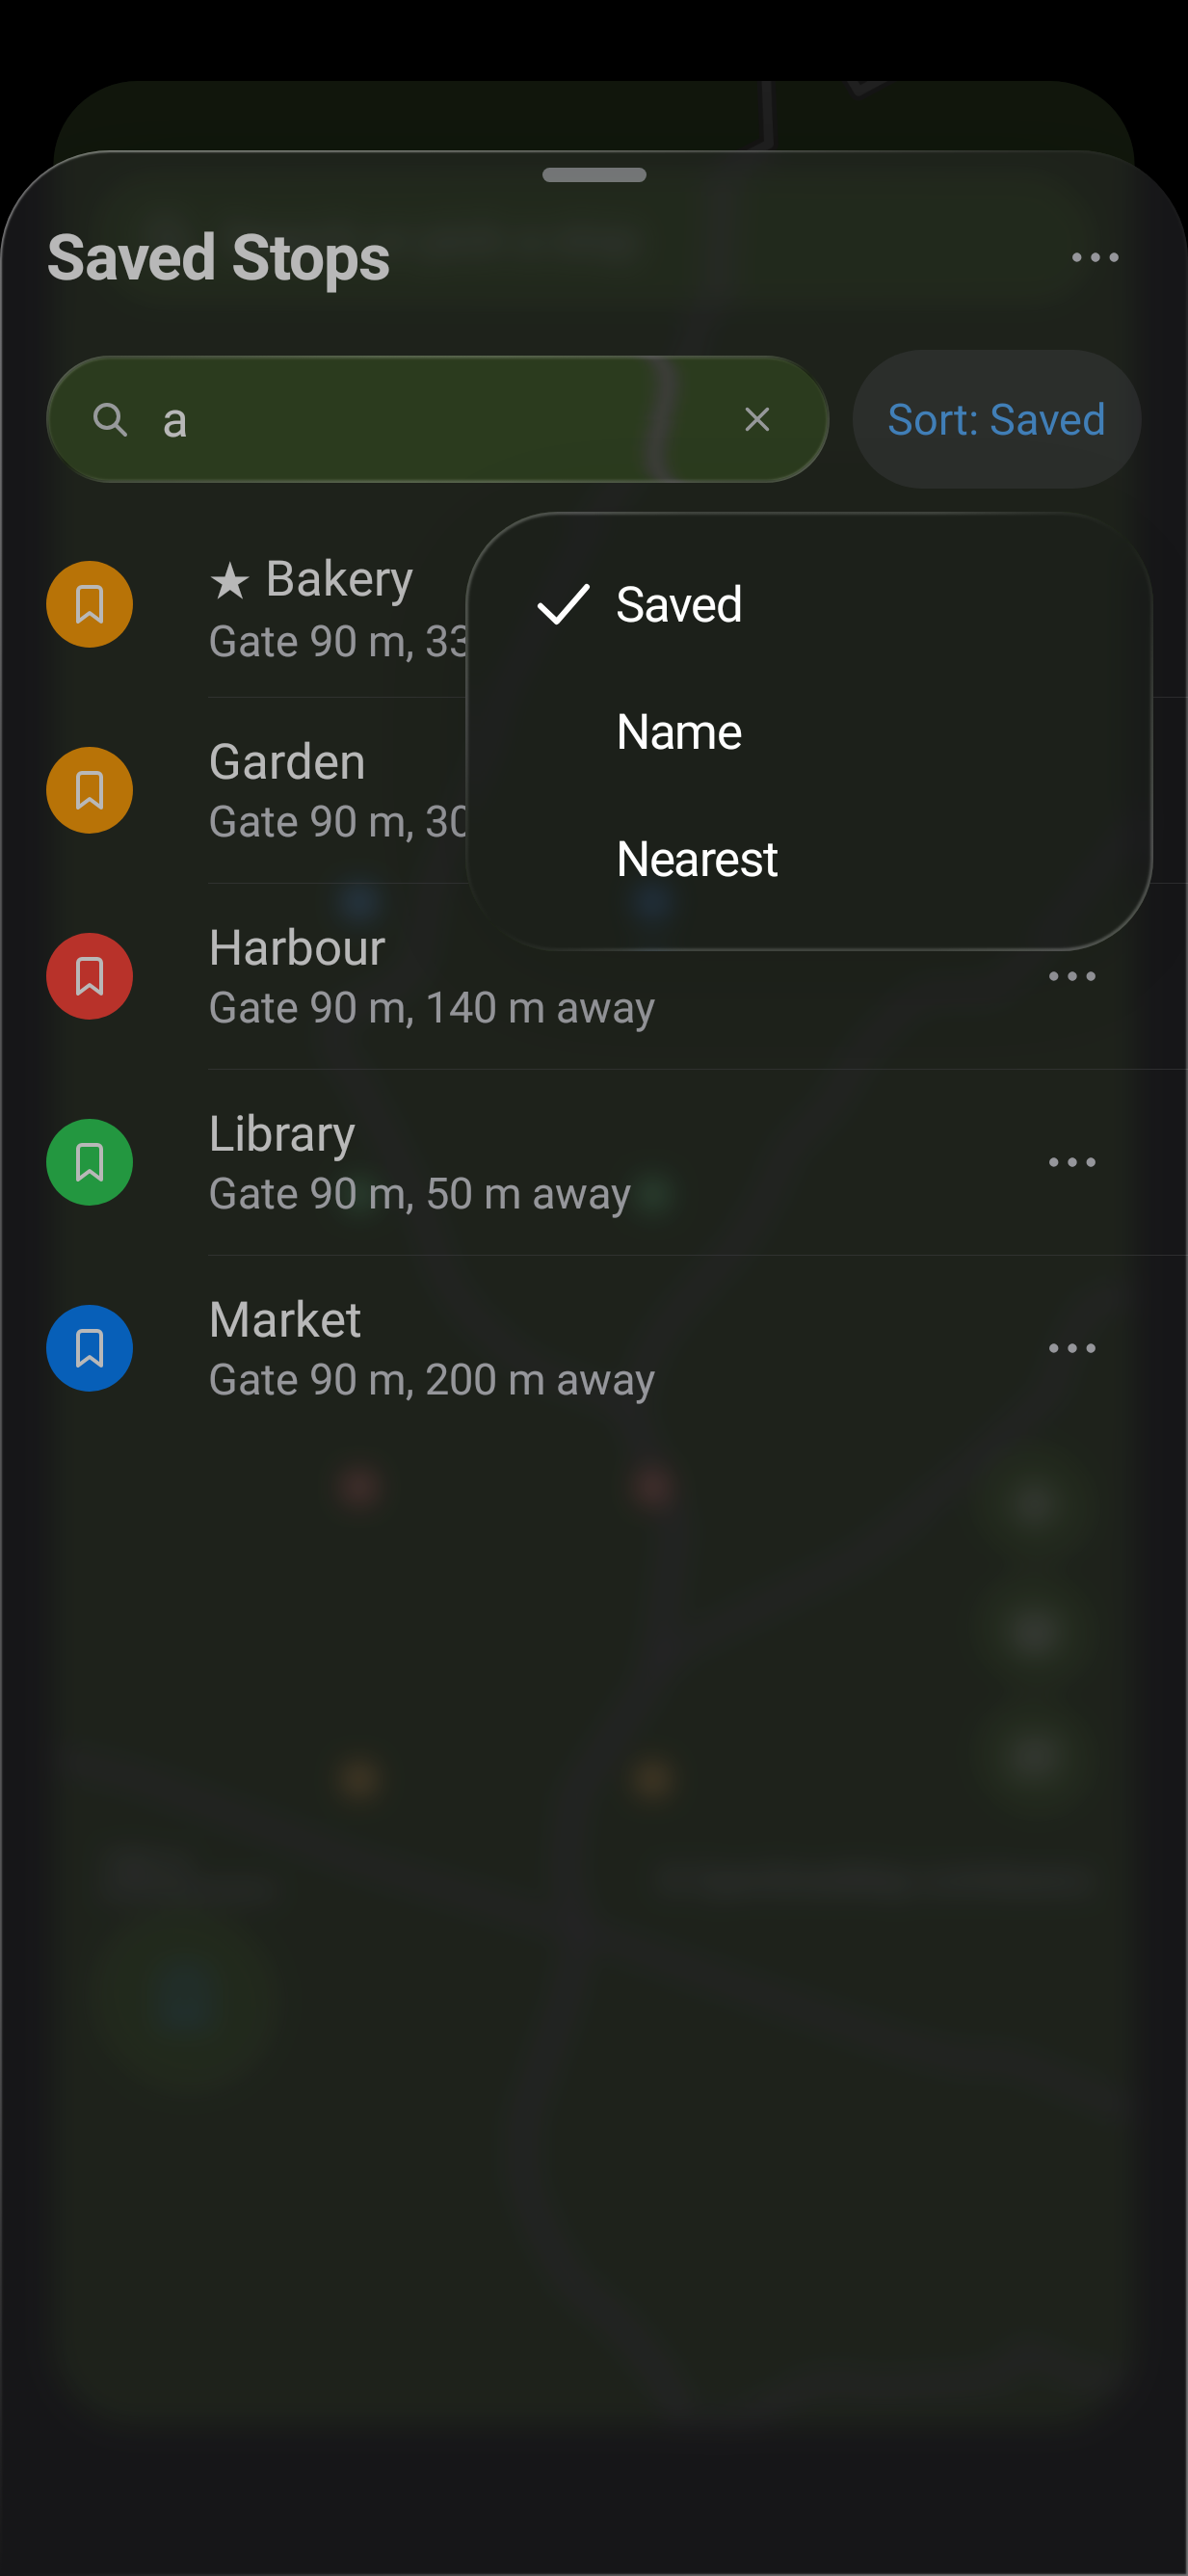 Saved Stops
a
Sort: Saved
★ Bakery
Gate 90 m, 33
Saved
Garden
Gate 90 m, 30
Name
Nearest
Harbour
Gate 90 m, 140 m away
Library
Gate 90 m, 50 m away
Market
Gate 90 m, 200 m away